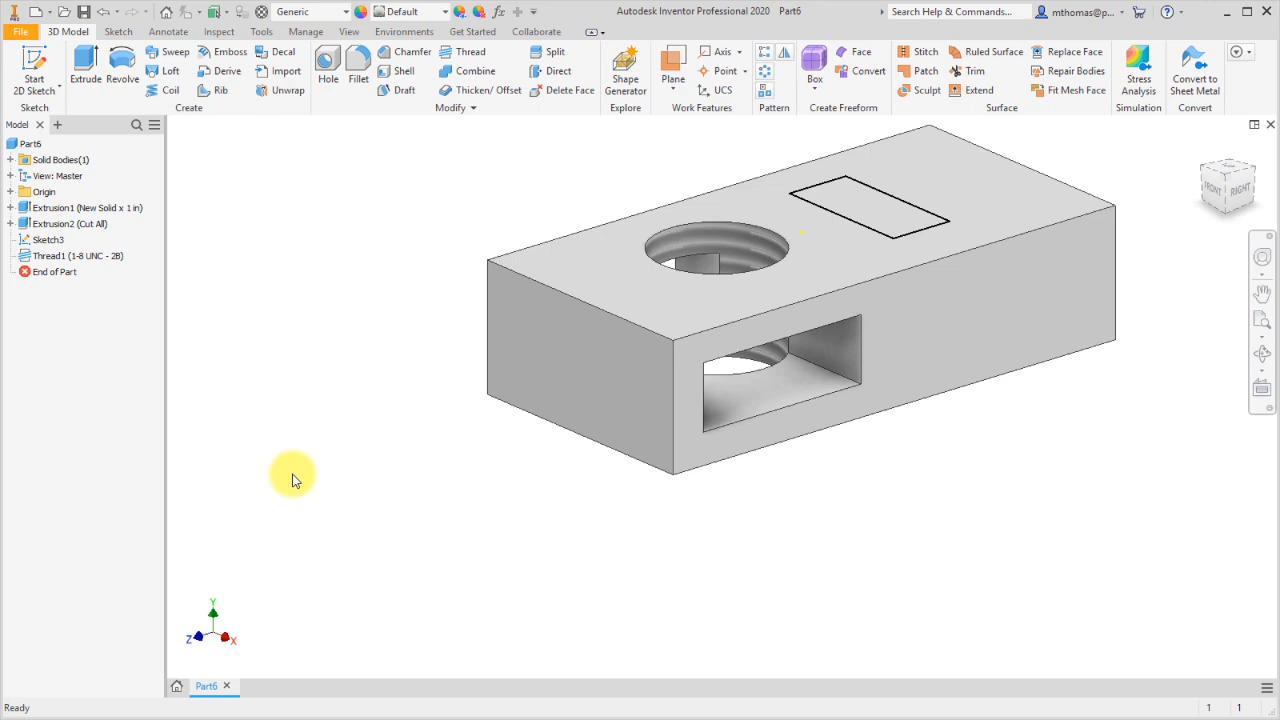 Generic
Default
Autodesk Inventor Professional 2020 Part6
Search Help & Commands...
mthomas@p...
File
3D Model
Sketch
Annotate
Inspect
Tools
Manage
View
Environments
Get Started
Collaborate
Start
2D Sketch
Extrude
Revolve
Sweep
Emboss
Decal
Loft
Derive
Import
Coil
Rib
Unwrap
Hole
Fillet
Chamfer
Thread
Split
Shell
Combine
Direct
Draft
Thicken/ Offset
Delete Face
Shape
Generator
Plane
Axis
Point
UCS
Box
Face
Convert
Stitch
Ruled Surface
Replace Face
Patch
Trim
Repair Bodies
Sculpt
Extend
Fit Mesh Face
Stress
Analysis
Convert to
Sheet Metal
Sketch
Create
Modify
Explore
Work Features
Pattern
Create Freeform
Surface
Simulation
Convert
Model
Part6
Solid Bodies(1)
View: Master
Origin
Extrusion1 (New Solid x 1 in)
Extrusion2 (Cut All)
Sketch3
Thread1 (1-8 UNC - 2B)
End of Part
FRONT
RIGHT
Y
Z
X
Part6
Ready
1
1